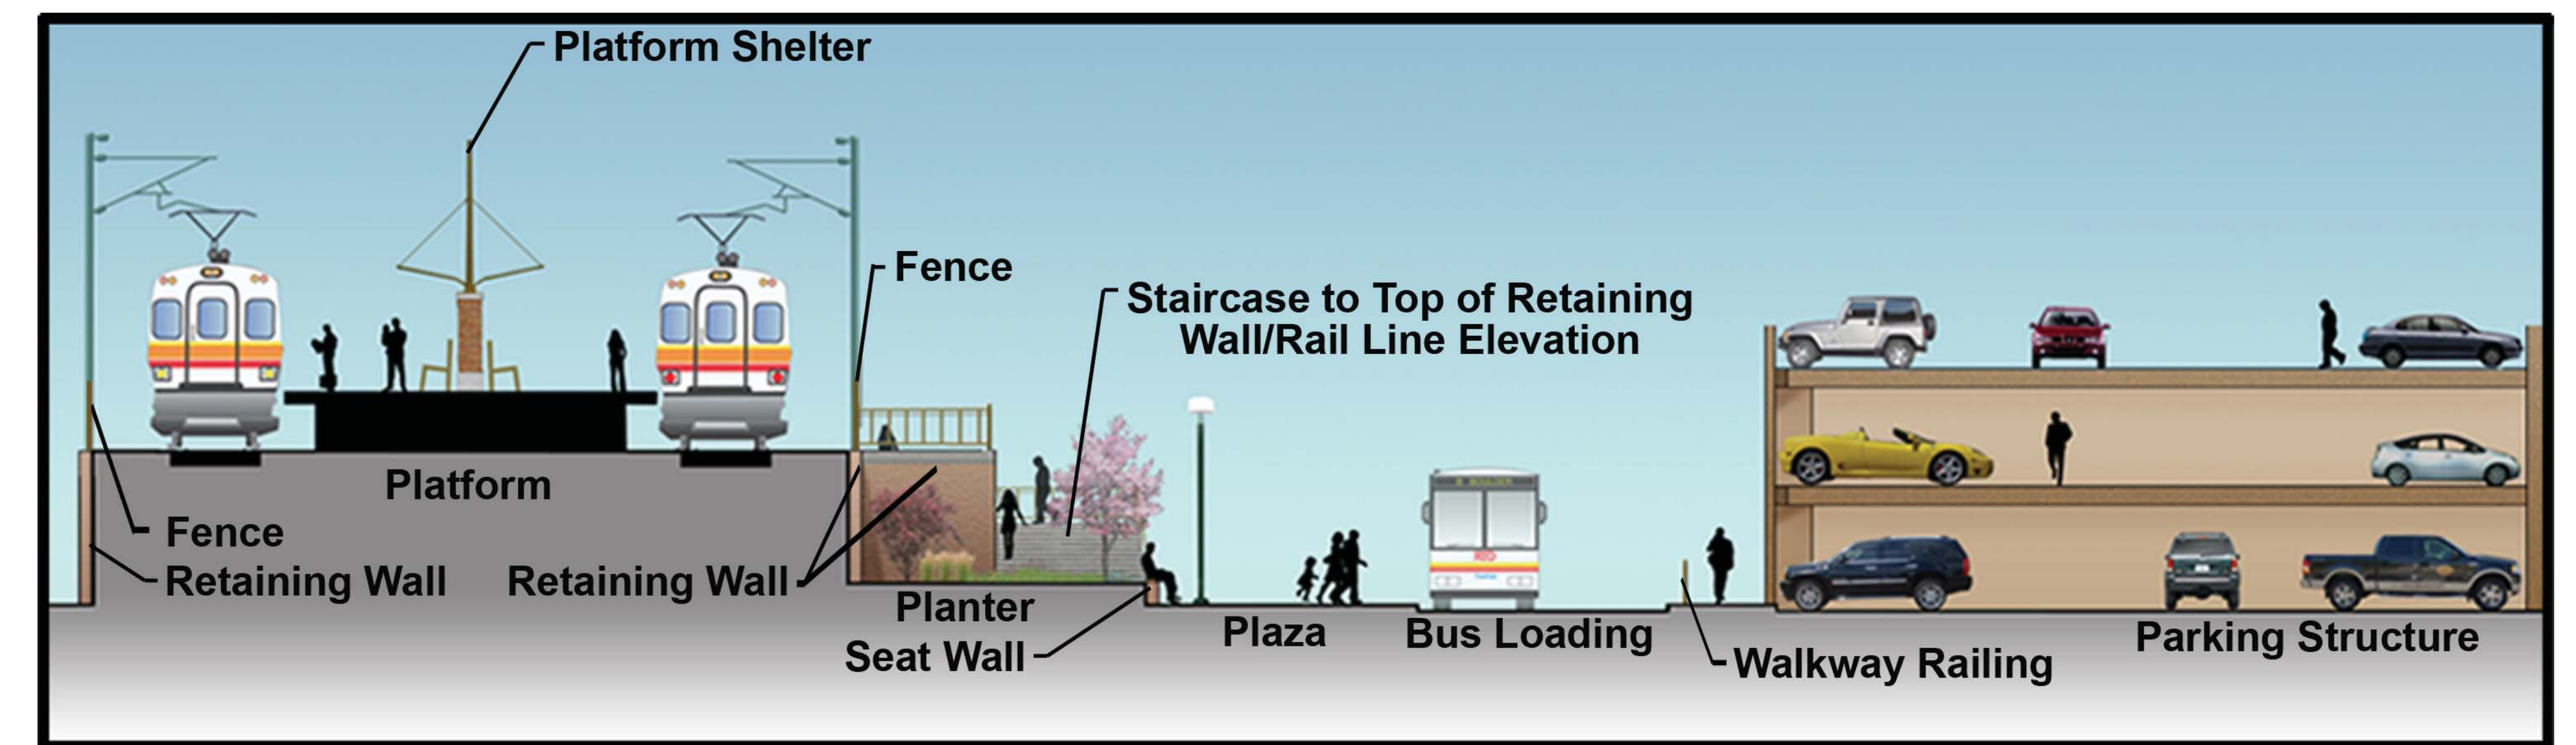 Platform Shelter
Fence
Staircase to Top of Retaining
Wall/Rail Line Elevation
Platform
Fence
Retaining Wall
Retaining Wall
Planter
Seat Wall
Plaza
RTD
Bus Loading
Walkway Railing
Parking Structure